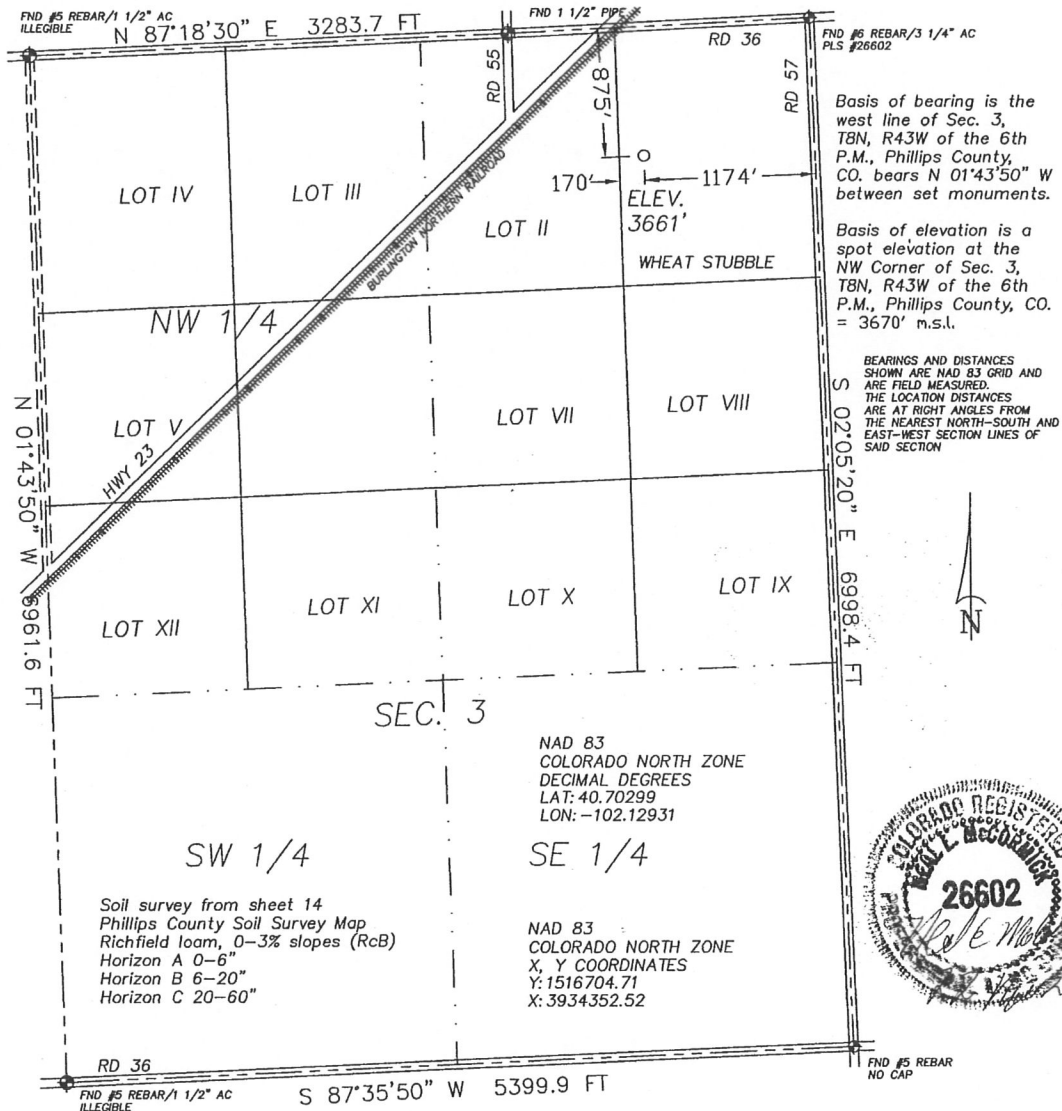 FND #5 REBAR/1 1/2" AC
ILLEGIBLE
N 87°18'30" E 3283.7 FT
FND 1 1/2" PIPE
RD 36
FND #6 REBAR/3 1/4" AC
PLS #26602
RD 55
RD 57
875'
170'
1174'
ELEV.
3661'
WHEAT STUBBLE
LOT IV
LOT III
LOT II
BURLINGTON NORTHERN RAILROAD
NW 1/4
LOT V
HWY 23
LOT VII
LOT VIII
LOT XII
LOT XI
LOT X
LOT IX
N 01°43'50" W 6961.6 FT
S 02°05'20" E 6998.4 FT
Basis of bearing is the
west line of Sec. 3,
T8N, R43W of the 6th
P.M., Phillips County,
CO. bears N 01°43'50" W
between set monuments.
Basis of elevation is a
spot elevation at the
NW Corner of Sec. 3,
T8N, R43W of the 6th
P.M., Phillips County, CO.
= 3670' m.s.l.
BEARINGS AND DISTANCES
SHOWN ARE NAD 83 GRID AND
ARE FIELD MEASURED.
THE LOCATION DISTANCES
ARE AT RIGHT ANGLES FROM
THE NEAREST NORTH-SOUTH AND
EAST-WEST SECTION LINES OF
SAID SECTION
N
SEC. 3
NAD 83
COLORADO NORTH ZONE
DECIMAL DEGREES
LAT: 40.70299
LON: -102.12931
SW 1/4
SE 1/4
Soil survey from sheet 14
Phillips County Soil Survey Map
Richfield loam, 0-3% slopes (RcB)
Horizon A 0-6"
Horizon B 6-20"
Horizon C 20-60"
NAD 83
COLORADO NORTH ZONE
X, Y COORDINATES
Y: 1516704.71
X: 3934352.52
COLORADO REGISTERED
NEAL E. McCORMICK
26602
RD 36
FND #5 REBAR/1 1/2" AC
ILLEGIBLE
S 87°35'50" W 5399.9 FT
FND #5 REBAR
NO CAP